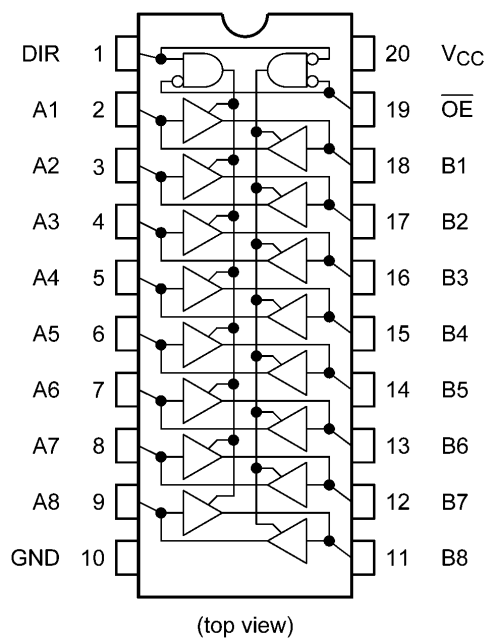 DIR 1 20 VCC
A1 2 19 O̅E̅
A2 3 18 B1
A3 4 17 B2
A4 5 16 B3
A5 6 15 B4
A6 7 14 B5
A7 8 13 B6
A8 9 12 B7
GND 10 11 B8
(top view)